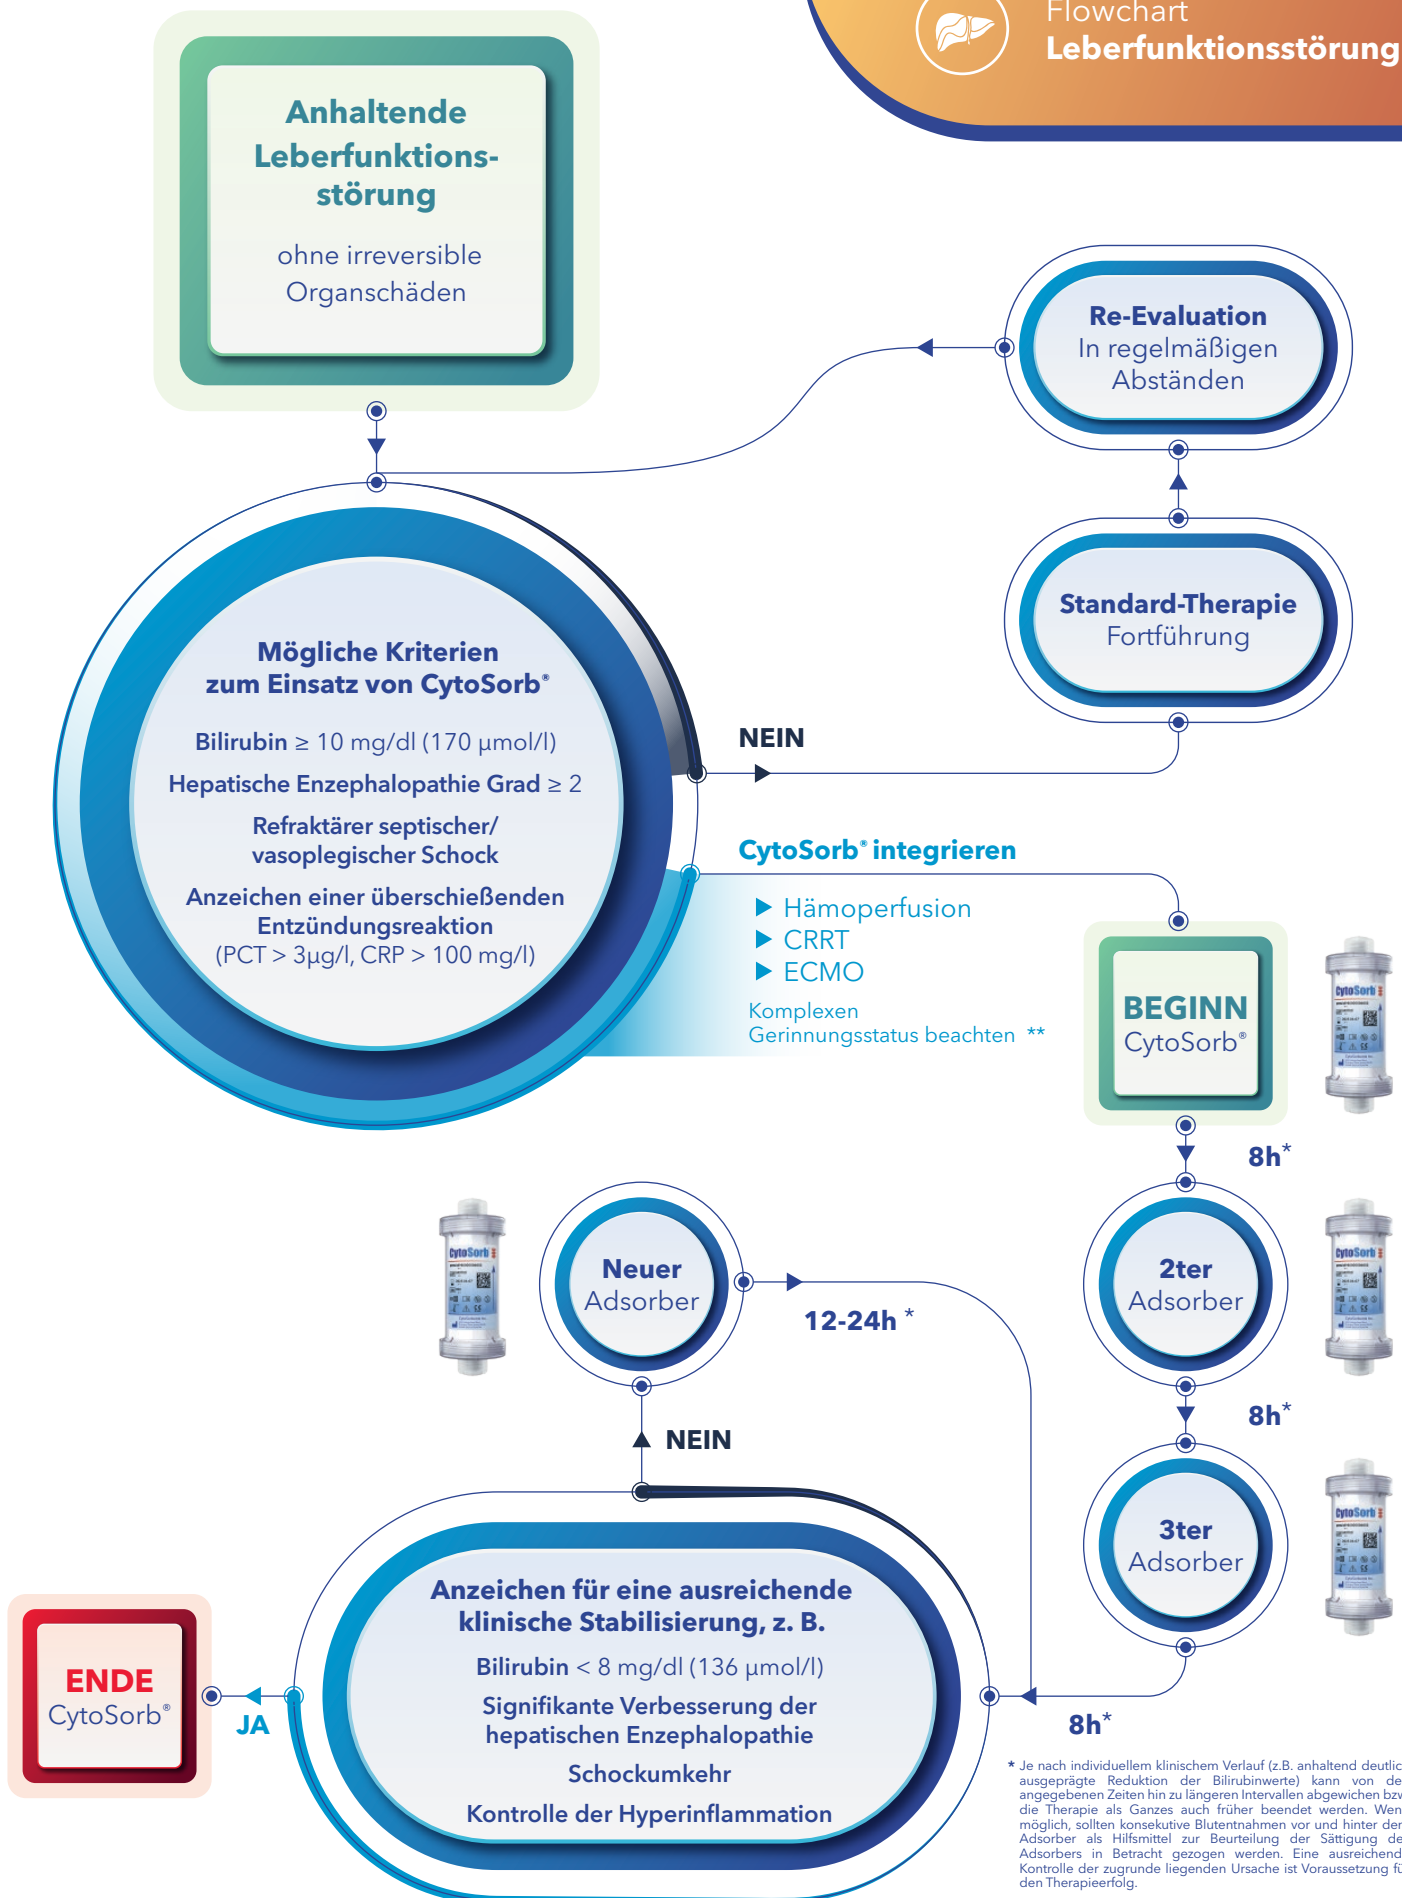 Flowchart
Leberfunktionsstörung
Anhaltende
Leberfunktions-
störung
ohne irreversible
Organschäden
Re-Evaluation
In regelmäßigen
Abständen
Standard-Therapie
Fortführung
Mögliche Kriterien
zum Einsatz von CytoSorb®
Bilirubin ≥ 10 mg/dl (170 µmol/l)
Hepatische Enzephalopathie Grad ≥ 2
Refraktärer septischer/
vasoplegischer Schock
Anzeichen einer überschießenden
Entzündungsreaktion
(PCT > 3µg/l, CRP > 100 mg/l)
NEIN
CytoSorb® integrieren
Hämoperfusion
CRRT
ECMO
Komplexen
Gerinnungsstatus beachten **
BEGINN
CytoSorb®
CytoSorb
8h*
Neuer
Adsorber
CytoSorb
12-24h *
2ter
Adsorber
CytoSorb
8h*
NEIN
3ter
Adsorber
CytoSorb
8h*
Anzeichen für eine ausreichende
klinische Stabilisierung, z. B.
Bilirubin < 8 mg/dl (136 µmol/l)
Signifikante Verbesserung der
hepatischen Enzephalopathie
Schockumkehr
Kontrolle der Hyperinflammation
JA
ENDE
CytoSorb®
* Je nach individuellem klinischem Verlauf (z.B. anhaltend deutlic
ausgeprägte Reduktion der Bilirubinwerte) kann von de
angegebenen Zeiten hin zu längeren Intervallen abgewichen bzw
die Therapie als Ganzes auch früher beendet werden. Wen
möglich, sollten konsekutive Blutentnahmen vor und hinter der
Adsorber als Hilfsmittel zur Beurteilung der Sättigung de
Adsorbers in Betracht gezogen werden. Eine ausreichend
Kontrolle der zugrunde liegenden Ursache ist Voraussetzung fü
den Therapieerfolg.